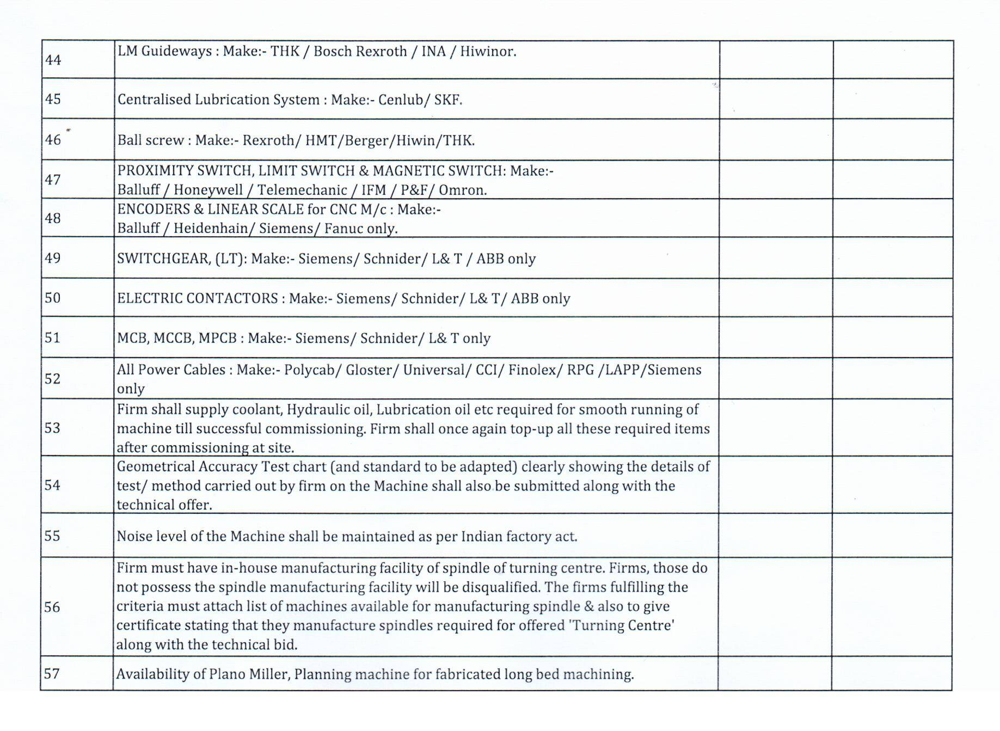 44
LM Guideways : Make:- THK / Bosch Rexroth / INA / Hiwinor.
45
Centralised Lubrication System : Make:- Cenlub/ SKF.
46
Ball screw : Make:- Rexroth/ HMT/Berger/Hiwin/THK.
47
PROXIMITY SWITCH, LIMIT SWITCH & MAGNETIC SWITCH: Make:-
Balluff / Honeywell / Telemechanic / IFM / P&F/ Omron.
48
ENCODERS & LINEAR SCALE for CNC M/c : Make:-
Balluff / Heidenhain/ Siemens/ Fanuc only.
49
SWITCHGEAR, (LT): Make:- Siemens/ Schnider/ L& T / ABB only
50
ELECTRIC CONTACTORS : Make:- Siemens/ Schnider/ L& T/ ABB only
51
MCB, MCCB, MPCB : Make:- Siemens/ Schnider/ L& T only
52
All Power Cables : Make:- Polycab/ Gloster/ Universal/ CCI/ Finolex/ RPG /LAPP/Siemens
only
53
Firm shall supply coolant, Hydraulic oil, Lubrication oil etc required for smooth running of
machine till successful commissioning. Firm shall once again top-up all these required items
after commissioning at site.
54
Geometrical Accuracy Test chart (and standard to be adapted) clearly showing the details of
test/ method carried out by firm on the Machine shall also be submitted along with the
technical offer.
55
Noise level of the Machine shall be maintained as per Indian factory act.
56
Firm must have in-house manufacturing facility of spindle of turning centre. Firms, those do
not possess the spindle manufacturing facility will be disqualified. The firms fulfilling the
criteria must attach list of machines available for manufacturing spindle & also to give
certificate stating that they manufacture spindles required for offered 'Turning Centre'
along with the technical bid.
57
Availability of Plano Miller, Planning machine for fabricated long bed machining.